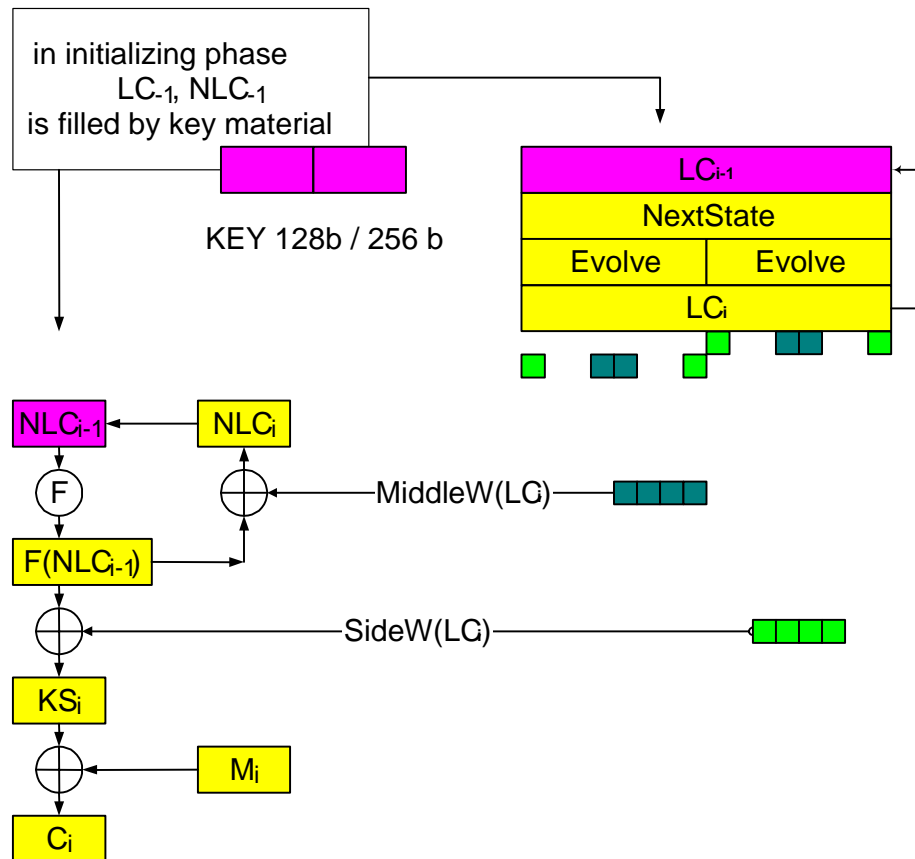 in initializing phase
LC-1, NLC-1
is filled by key material
KEY 128b / 256 b
LCi-1
NextState
Evolve Evolve
LCi
NLCi-1 NLCi
F
MiddleW(LCi)
F(NLCi-1)
SideW(LCi)
KSi
Mi
Ci